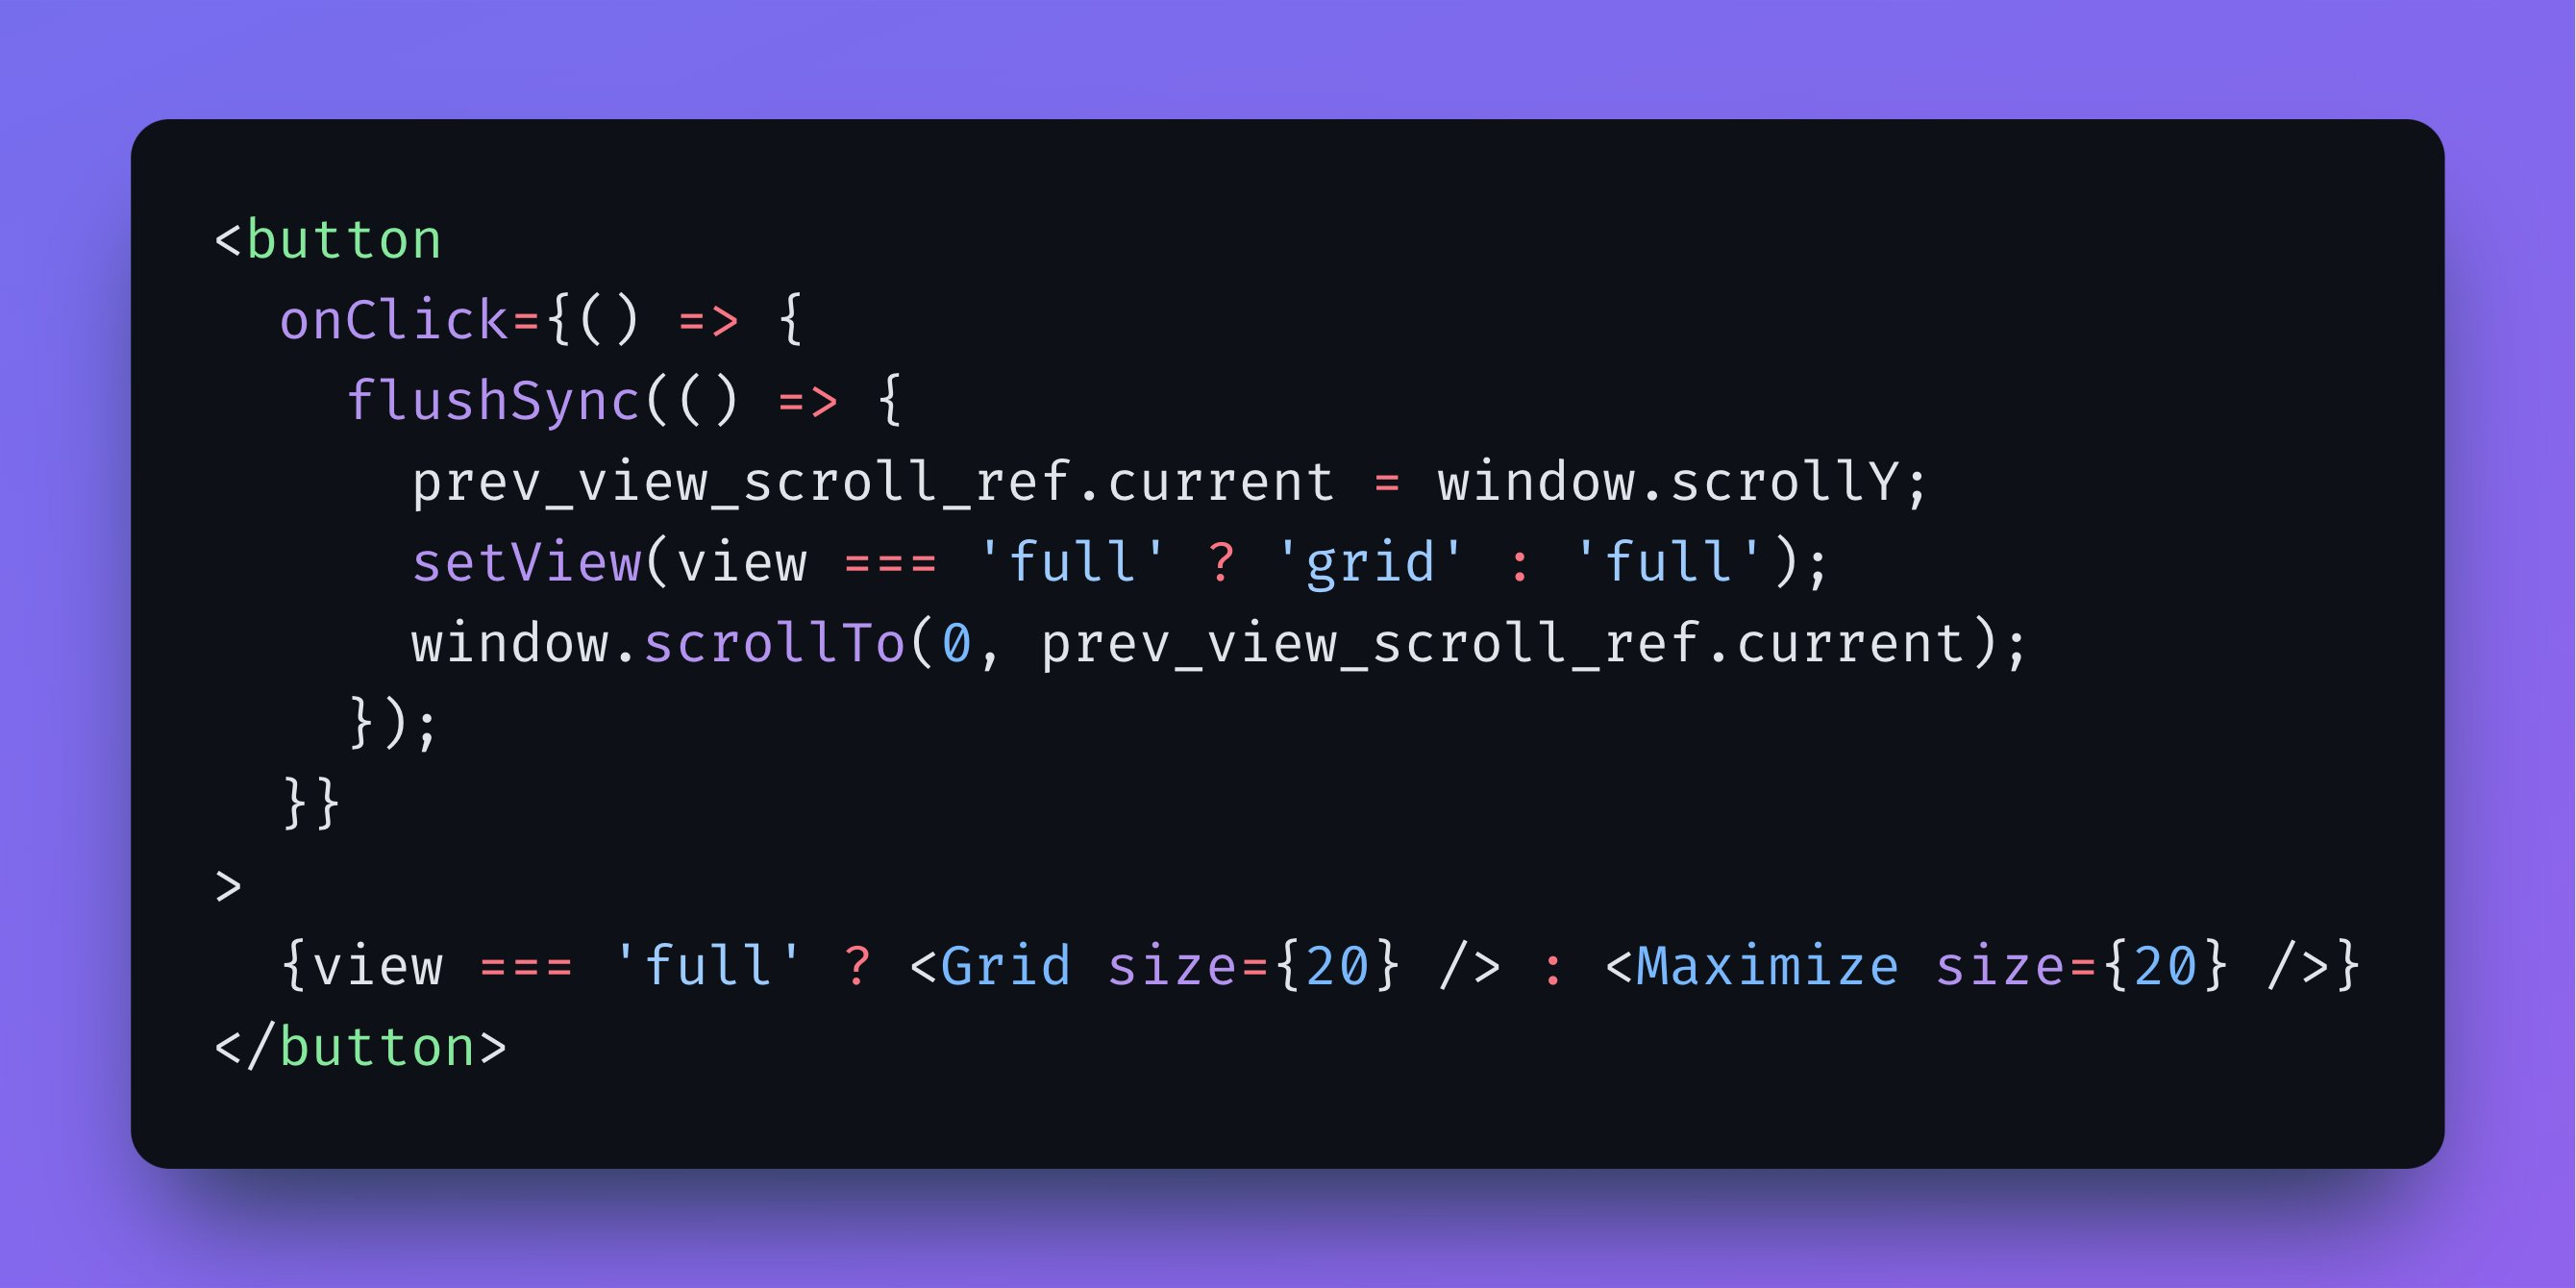 <button
  onClick={() => {
    flushSync(() => {
      prev_view_scroll_ref.current = window.scrollY;
      setView(view === 'full' ? 'grid' : 'full');
      window.scrollTo(0, prev_view_scroll_ref.current);
    });
  }}
>
  {view === 'full' ? <Grid size={20} /> : <Maximize size={20} />}
</button>